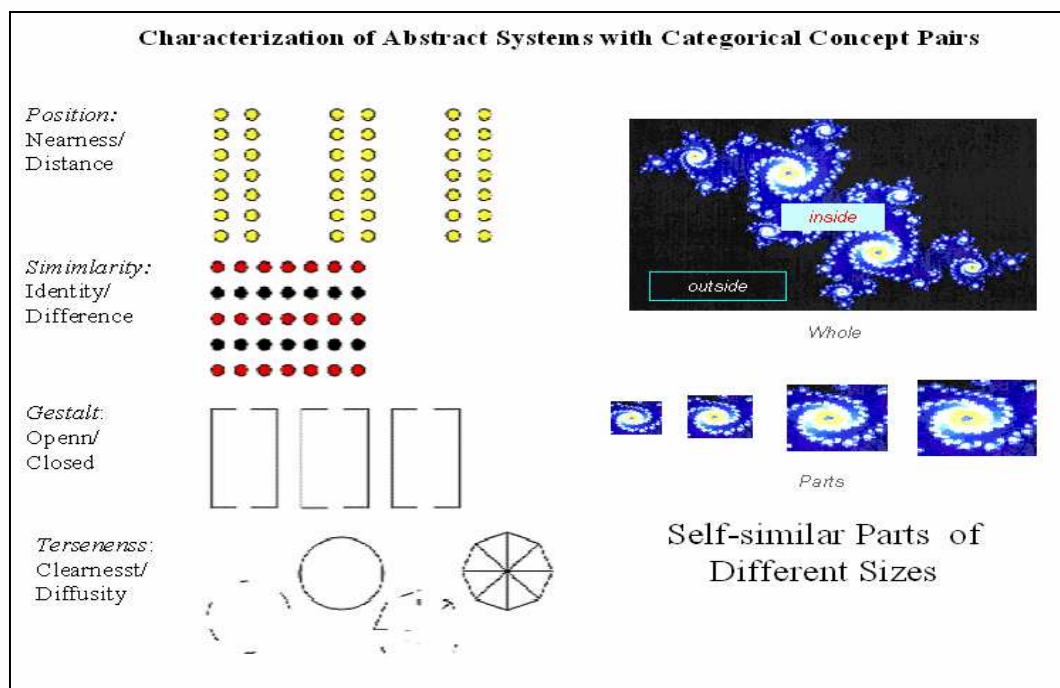 Characterization of Abstract Systems with Categorical Concept Pairs
Position:
Nearness/
Distance
Simimlarity:
Identity/
Difference
Gestalt:
Openn/
Closed
Tersenenss:
Clearnesst/
Diffusity
inside
outside
Whole
Parts
Self-similar Parts of
Different Sizes